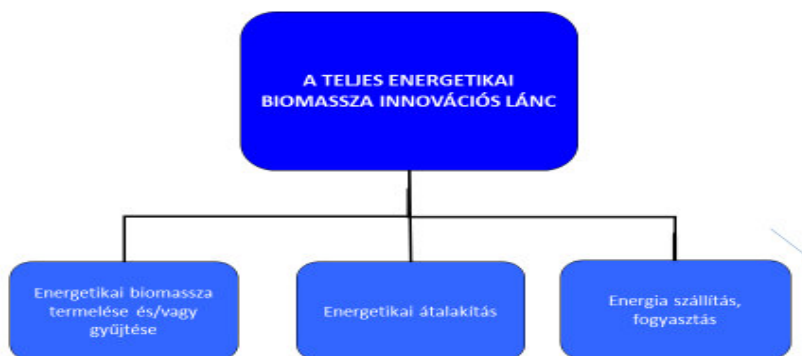 A TELJES ENERGETIKAI
BIOMASSZA INNOVÁCIÓS LÁNC
Energetikai biomassza
termelése és/vagy
gyűjtése
Energetikai átalakítás
Energia szállítás,
fogyasztás